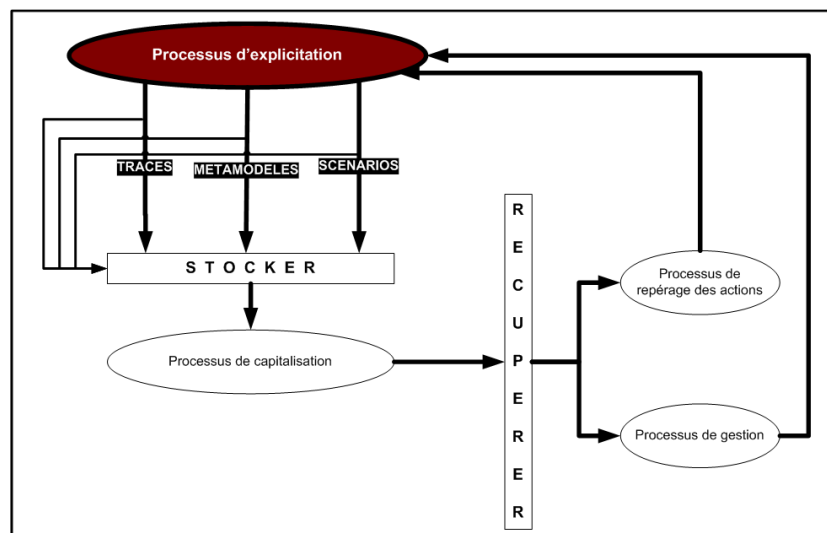 Processus d'explicitation
TRACES
METAMODELES
SCENARIOS
S T O C K E R
Processus de capitalisation
R
E
C
U
P
E
R
E
R
Processus de
repérage des actions
Processus de gestion